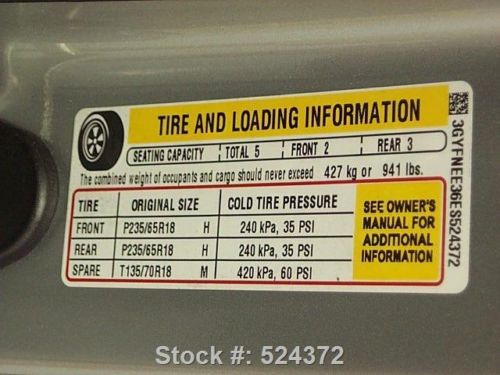 TIRE AND LOADING INFORMATION
SEATING CAPACITY TOTAL 5 FRONT 2 REAR 3
The combined weight of occupants and cargo should never exceed 427 kg or 941 lbs.
TIRE ORIGINAL SIZE COLD TIRE PRESSURE
FRONT P235/65R18 H 240 kPa, 35 PSI
REAR P235/65R18 H 240 kPa, 35 PSI
SPARE T135/70R18 M 420 kPa, 60 PSI
SEE OWNER'S
MANUAL FOR
ADDITIONAL
INFORMATION
3GYFNEE36ES524372
Stock #: 524372